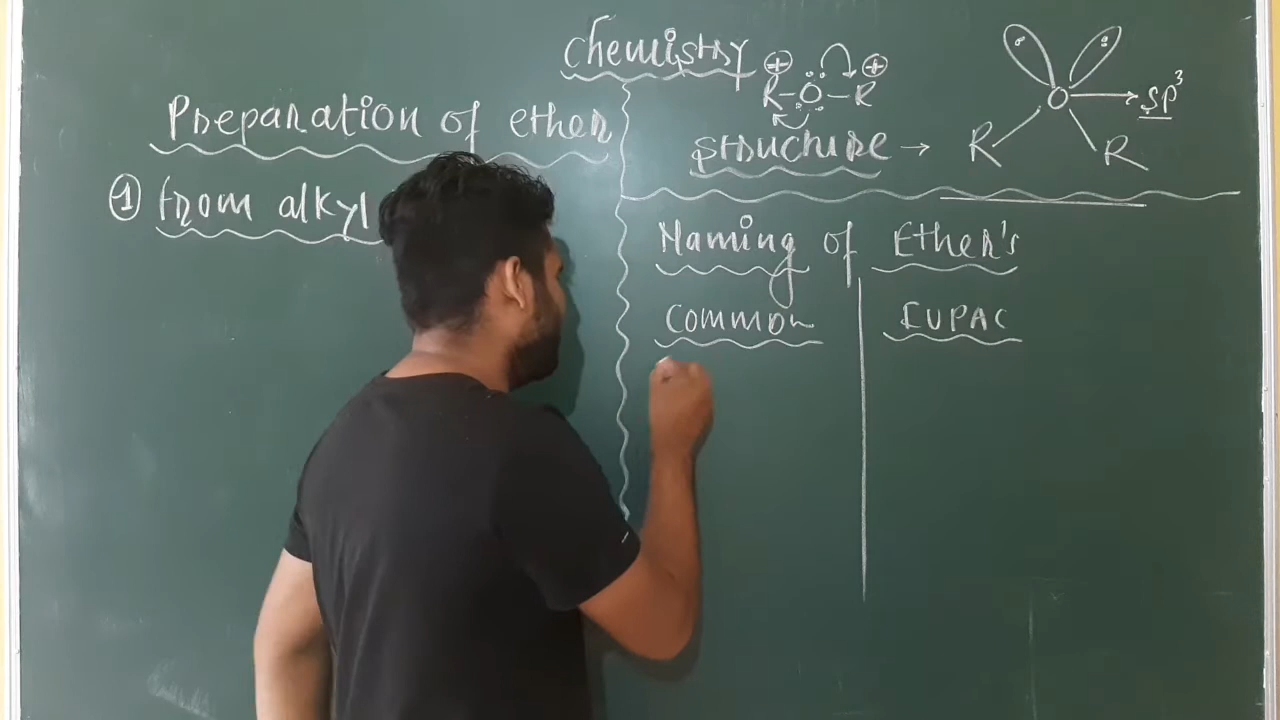 Chemistry
Preparation of ether
① from alkyl
⊕ ⊕
R-O-R
structure →
O → SP³
R R
Naming of Ether's
Common
IUPAC